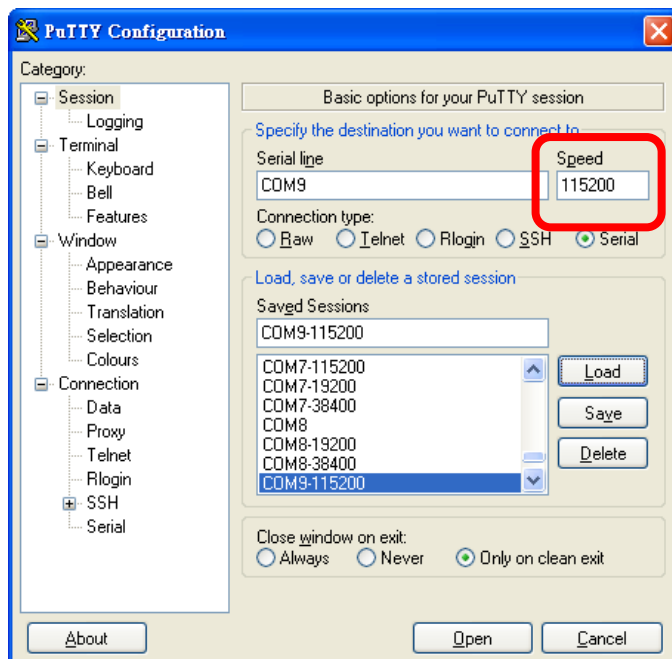 PuTTY Configuration
Category:
Session
Logging
Terminal
Keyboard
Bell
Features
Window
Appearance
Behaviour
Translation
Selection
Colours
Connection
Data
Proxy
Telnet
Rlogin
SSH
Serial
Basic options for your PuTTY session
Specify the destination you want to connect to
Serial line Speed
COM9 115200
Connection type:
Raw Telnet Rlogin SSH Serial
Load, save or delete a stored session
Saved Sessions
COM9-115200
COM7-115200
COM7-19200
COM7-38400
COM8
COM8-19200
COM8-38400
COM9-115200
Load
Save
Delete
Close window on exit:
Always Never Only on clean exit
About Open Cancel